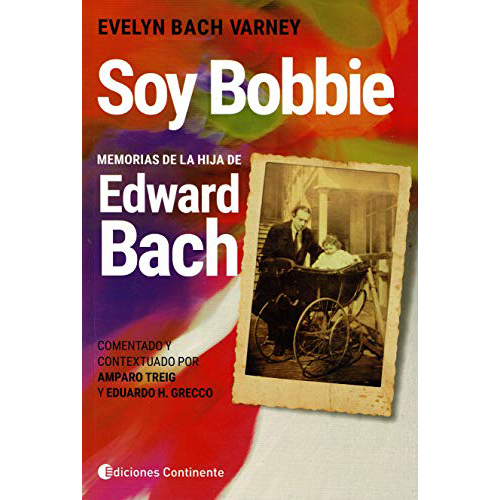 EVELYN BACH VARNEY
Soy Bobbie
MEMORIAS DE LA HIJA DE
Edward
Bach
COMENTADO Y
CONTEXTUADO POR
AMPARO TREIG
Y EDUARDO H. GRECCO
Ediciones Continente